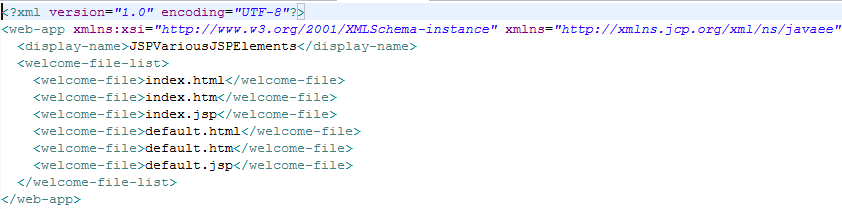 <?xml version="1.0" encoding="UTF-8"?>
<web-app xmlns:xsi="http://www.w3.org/2001/XMLSchema-instance" xmlns="http://xmlns.jcp.org/xml/ns/javaee"
<display-name>JSPVariousJSPElements</display-name>
<welcome-file-list>
<welcome-file>index.html</welcome-file>
<welcome-file>index.htm</welcome-file>
<welcome-file>index.jsp</welcome-file>
<welcome-file>default.html</welcome-file>
<welcome-file>default.htm</welcome-file>
<welcome-file>default.jsp</welcome-file>
</welcome-file-list>
</web-app>